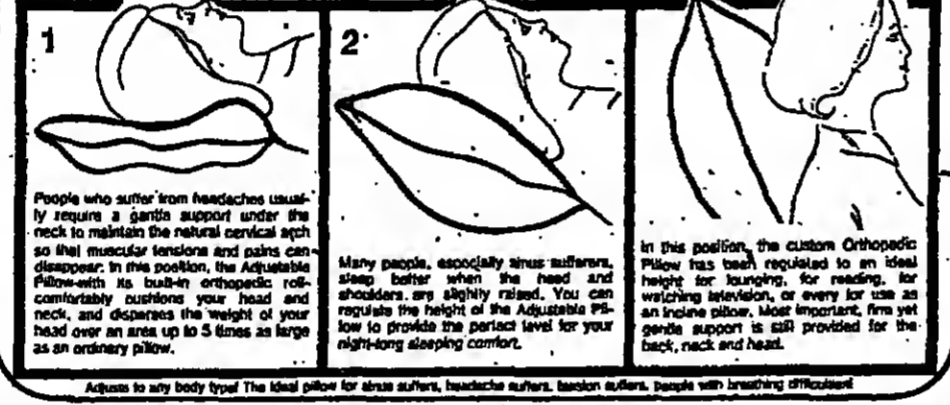 1
People who suffer from headaches usual-
ly require a gentle support under the
neck to maintain the natural cervical arch
so that muscular tensions and pains can
disappear. In this position, the Adjustable
Pillow-with its built-in orthopedic roll-
comfortably cushions your head and
neck, and disperses the weight of your
head over an area up to 5 times as large
as an ordinary pillow.
2
Many people, especially sinus sufferers,
sleep better when the head and
shoulders are slightly raised. You can
regulate the height of the Adjustable Pil-
low to provide the perfect level for your
night-long sleeping comfort.
In this position, the custom Orthopedic
Pillow has been regulated to an ideal
height for lounging, for reading, for
watching television, or every for use as
an incline pillow. Most important, firm yet
gentle support is still provided for the
back, neck and head.
Adjusts to any body type! The ideal pillow for sinus suffers, headache suffers, tension suffers, people with breathing difficulties!